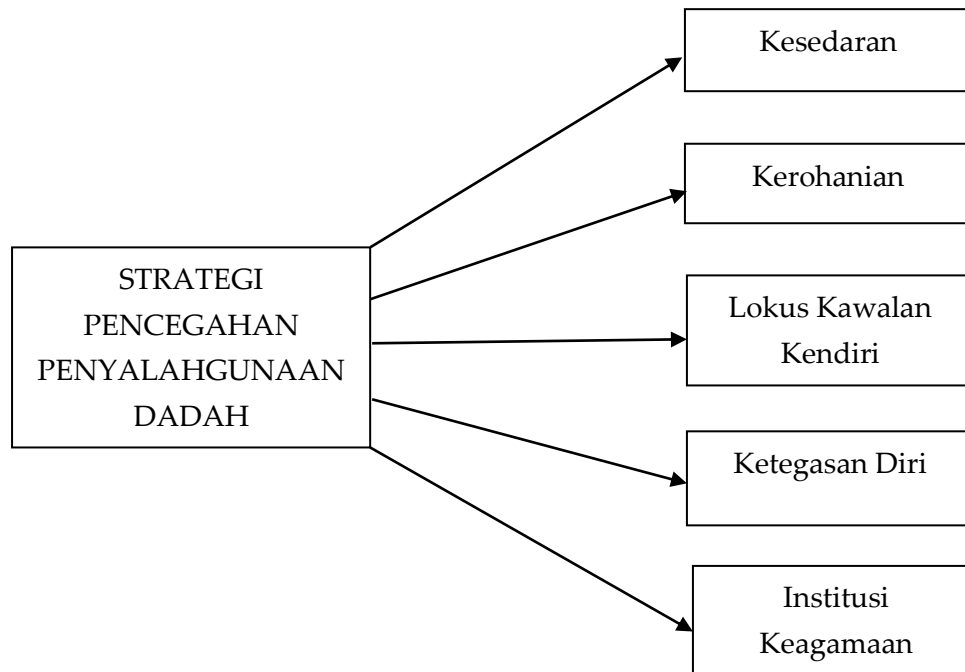 Kesedaran
Kerohanian
STRATEGI
PENCEGAHAN
PENYALAHGUNAAN
DADAH
Lokus Kawalan
Kendiri
Ketegasan Diri
Institusi
Keagamaan